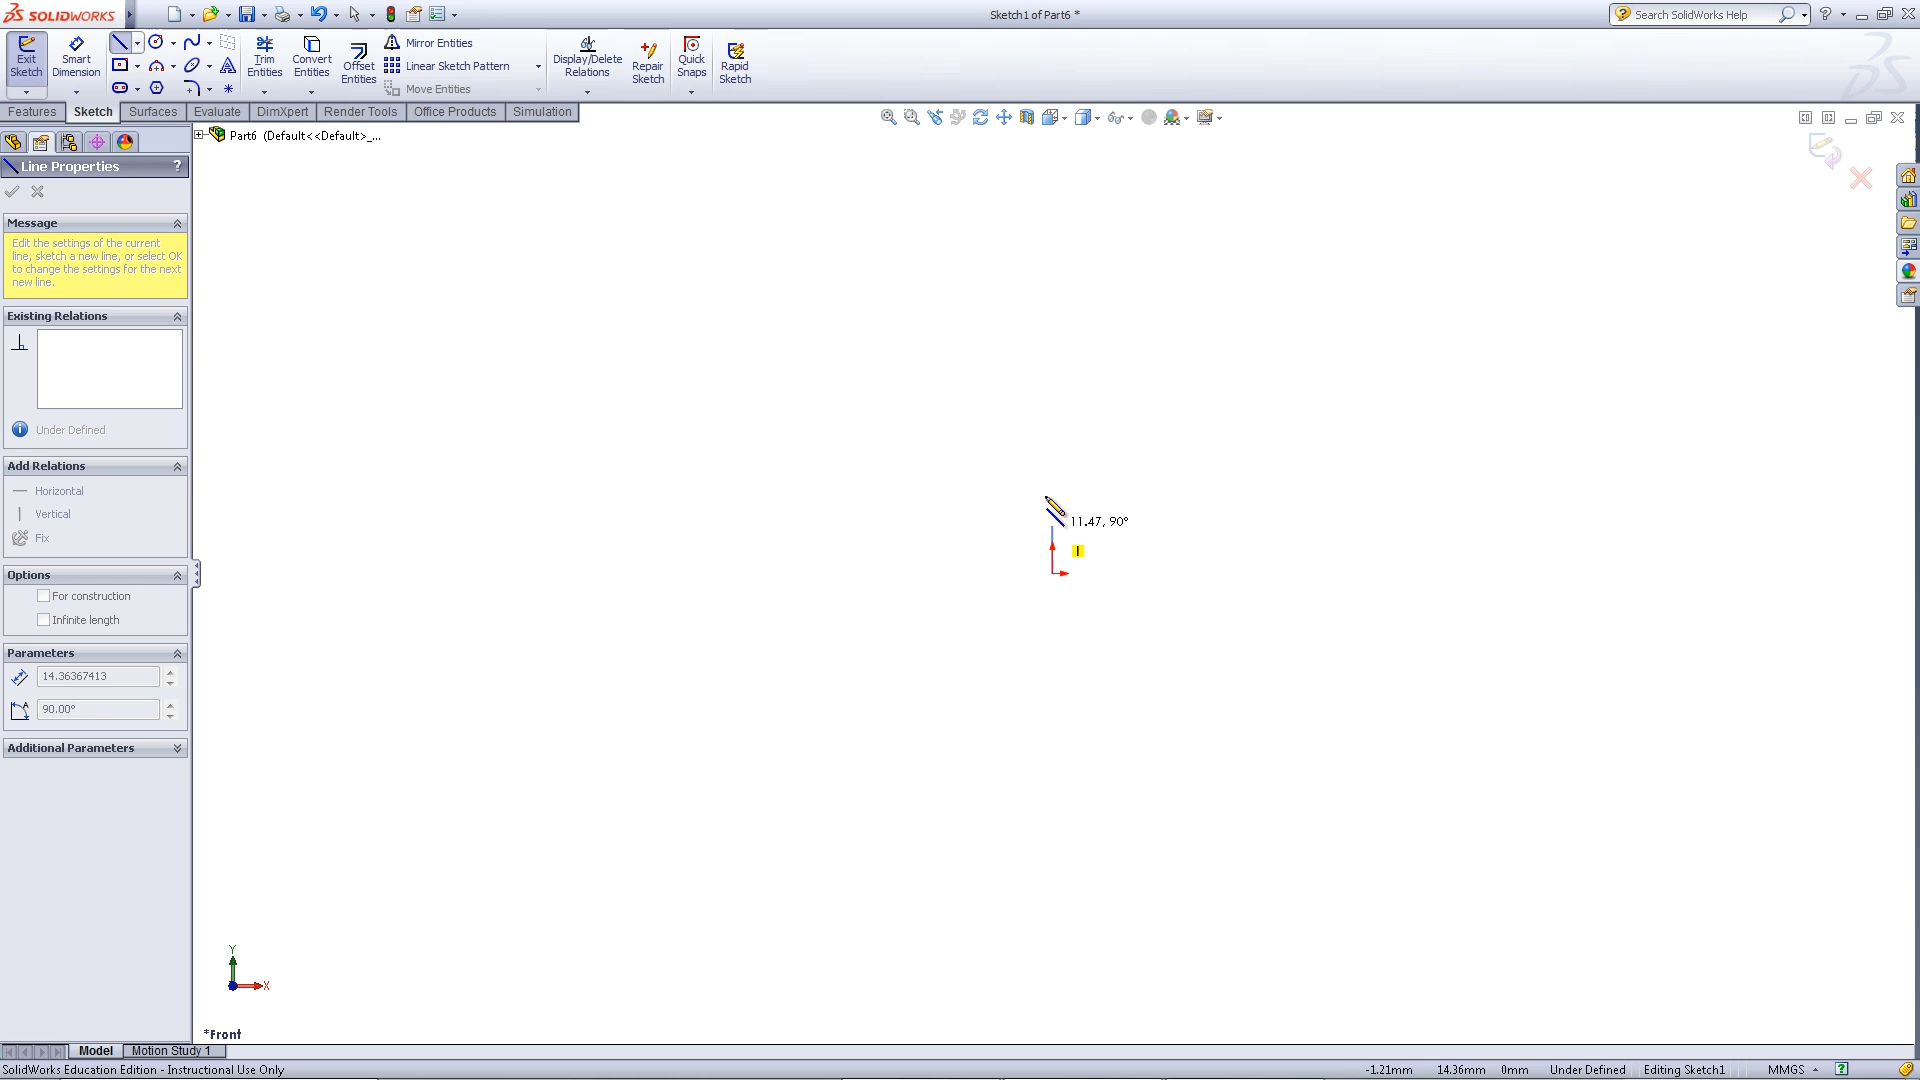 SOLIDWORKS
Sketch1 of Part6 *
Search SolidWorks Help
Exit Sketch
Smart Dimension
Trim Entities
Convert Entities
Offset Entities
Mirror Entities
Linear Sketch Pattern
Move Entities
Display/Delete Relations
Repair Sketch
Quick Snaps
Rapid Sketch
Features Sketch Surfaces Evaluate DimXpert Render Tools Office Products Simulation
Part6 (Default<<Default>_...
Line Properties ?
Message
Edit the settings of the current
line, sketch a new line, or select OK
to change the settings for the next
new line.
Existing Relations
Under Defined
Add Relations
Horizontal
Vertical
Fix
Options
For construction
Infinite length
Parameters
14.36367413
90.00°
Additional Parameters
11.47, 90°
Y
X
*Front
Model Motion Study 1
SolidWorks Education Edition - Instructional Use Only
-1.21mm 14.36mm 0mm Under Defined Editing Sketch1 MMGS